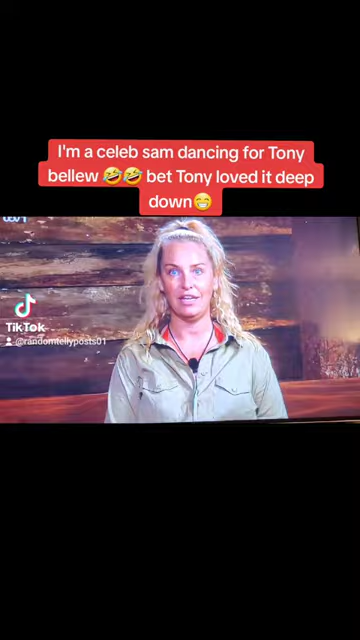 I'm a celeb sam dancing for Tony
bellew 🤣🤣 bet Tony loved it deep
down😁
TikTok
@randomtellyposts01